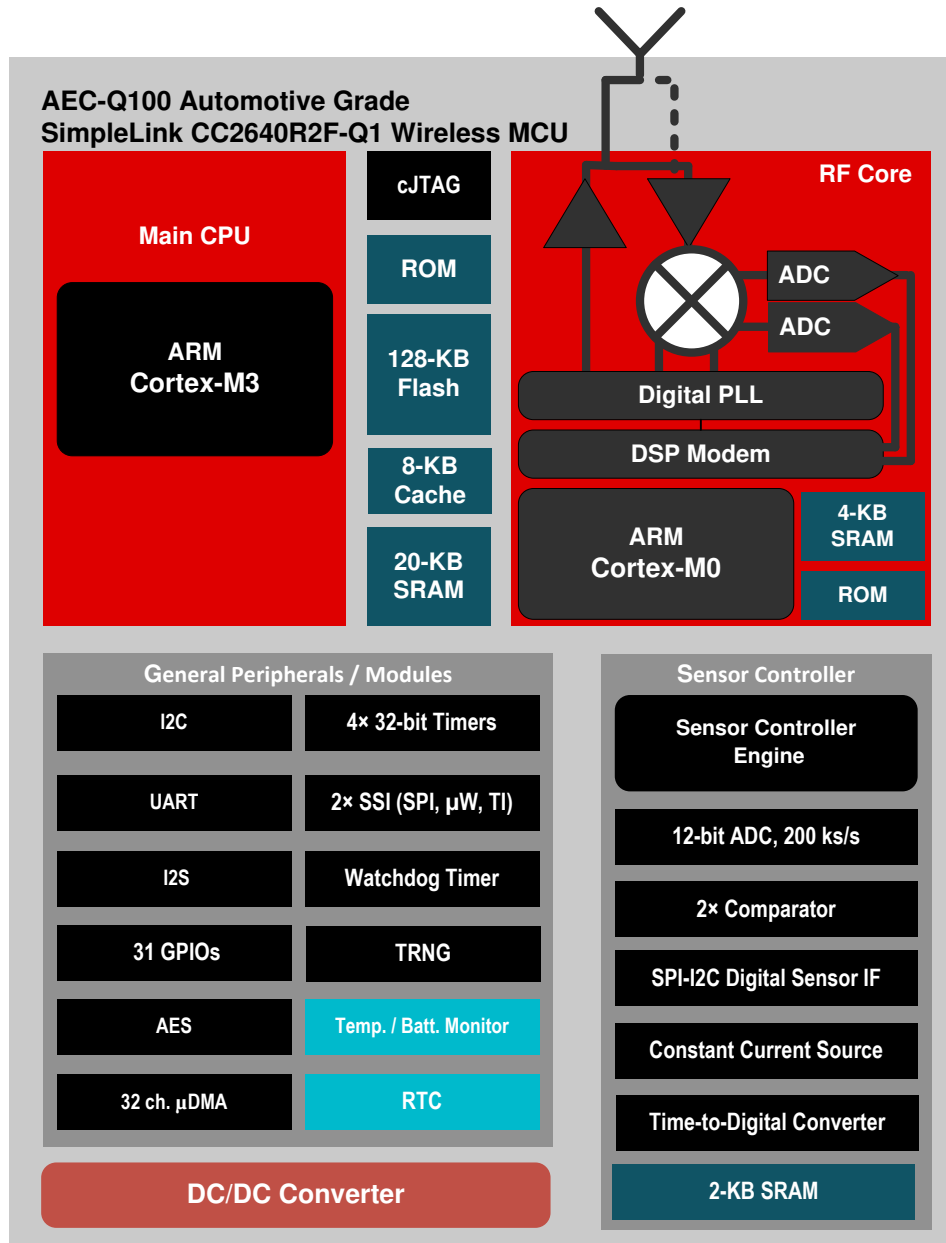 AEC-Q100 Automotive Grade
SimpleLink CC2640R2F-Q1 Wireless MCU
Main CPU
ARM
Cortex-M3
cJTAG
ROM
128-KB
Flash
8-KB
Cache
20-KB
SRAM
RF Core
ADC
ADC
Digital PLL
DSP Modem
ARM
Cortex-M0
4-KB
SRAM
ROM
General Peripherals / Modules
I2C
4× 32-bit Timers
UART
2× SSI (SPI, µW, TI)
I2S
Watchdog Timer
31 GPIOs
TRNG
AES
Temp. / Batt. Monitor
32 ch. µDMA
RTC
Sensor Controller
Sensor Controller
Engine
12-bit ADC, 200 ks/s
2× Comparator
SPI-I2C Digital Sensor IF
Constant Current Source
Time-to-Digital Converter
2-KB SRAM
DC/DC Converter